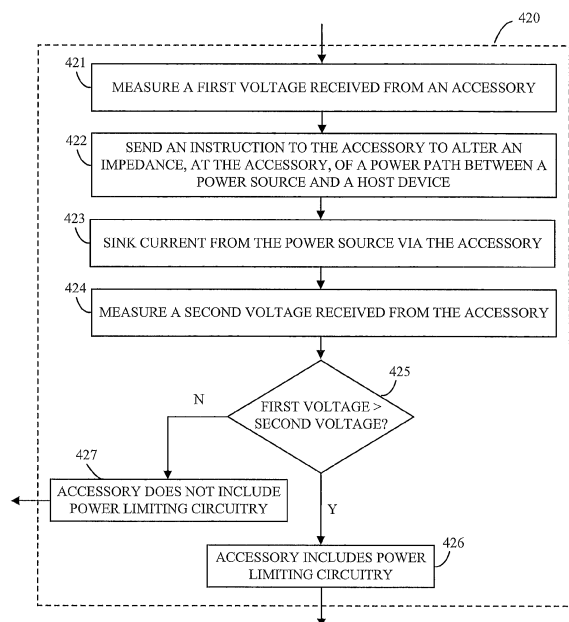 420
421
MEASURE A FIRST VOLTAGE RECEIVED FROM AN ACCESSORY
422
SEND AN INSTRUCTION TO THE ACCESSORY TO ALTER AN
IMPEDANCE, AT THE ACCESSORY, OF A POWER PATH BETWEEN A
POWER SOURCE AND A HOST DEVICE
423
SINK CURRENT FROM THE POWER SOURCE VIA THE ACCESSORY
424
MEASURE A SECOND VOLTAGE RECEIVED FROM THE ACCESSORY
425
FIRST VOLTAGE >
SECOND VOLTAGE?
N
427
ACCESSORY DOES NOT INCLUDE
POWER LIMITING CIRCUITRY
Y
426
ACCESSORY INCLUDES POWER
LIMITING CIRCUITRY